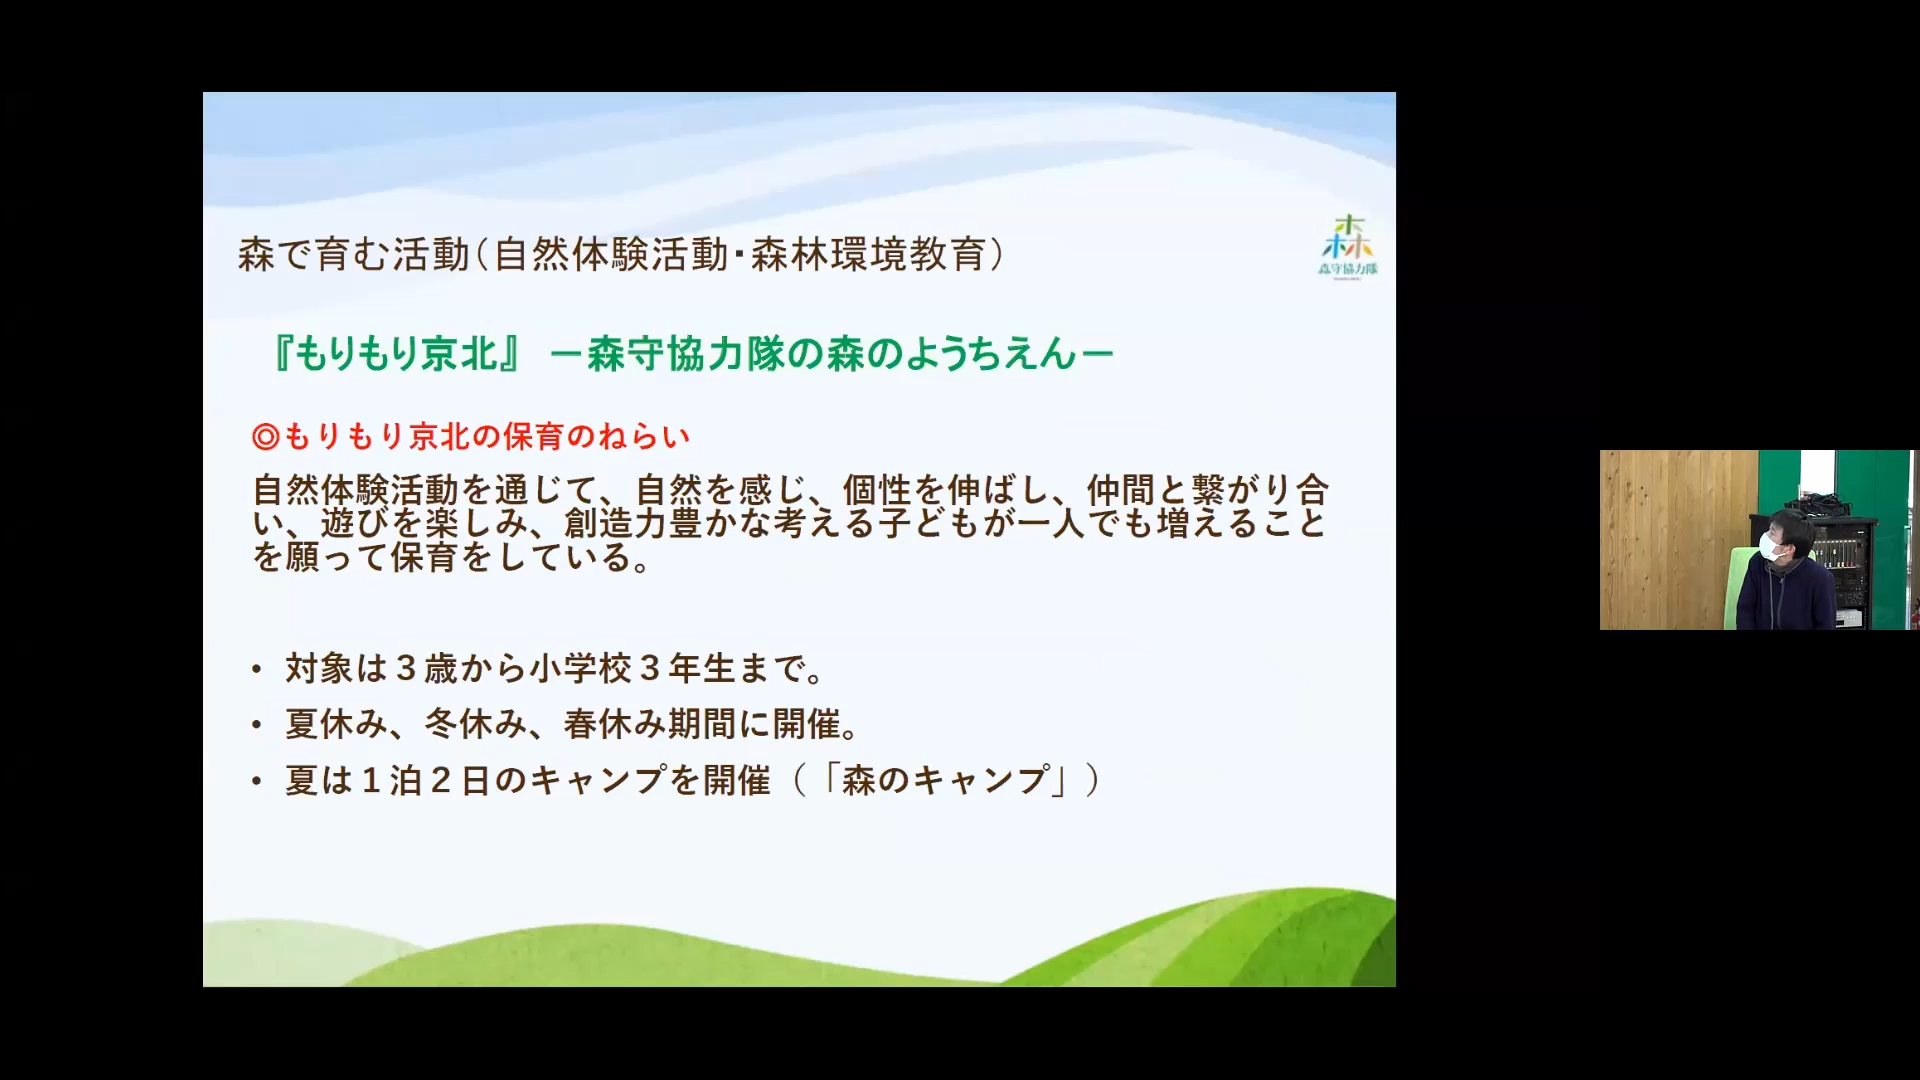 森で育む活動（自然体験活動・森林環境教育）
森
森守協力隊
『もりもり京北』 －森守協力隊の森のようちえん－
◎もりもり京北の保育のねらい
自然体験活動を通じて、自然を感じ、個性を伸ばし、仲間と繋がり合
い、遊びを楽しみ、創造力豊かな考える子どもが一人でも増えること
を願って保育をしている。
• 対象は３歳から小学校３年生まで。
• 夏休み、冬休み、春休み期間に開催。
• 夏は１泊２日のキャンプを開催（「森のキャンプ」）